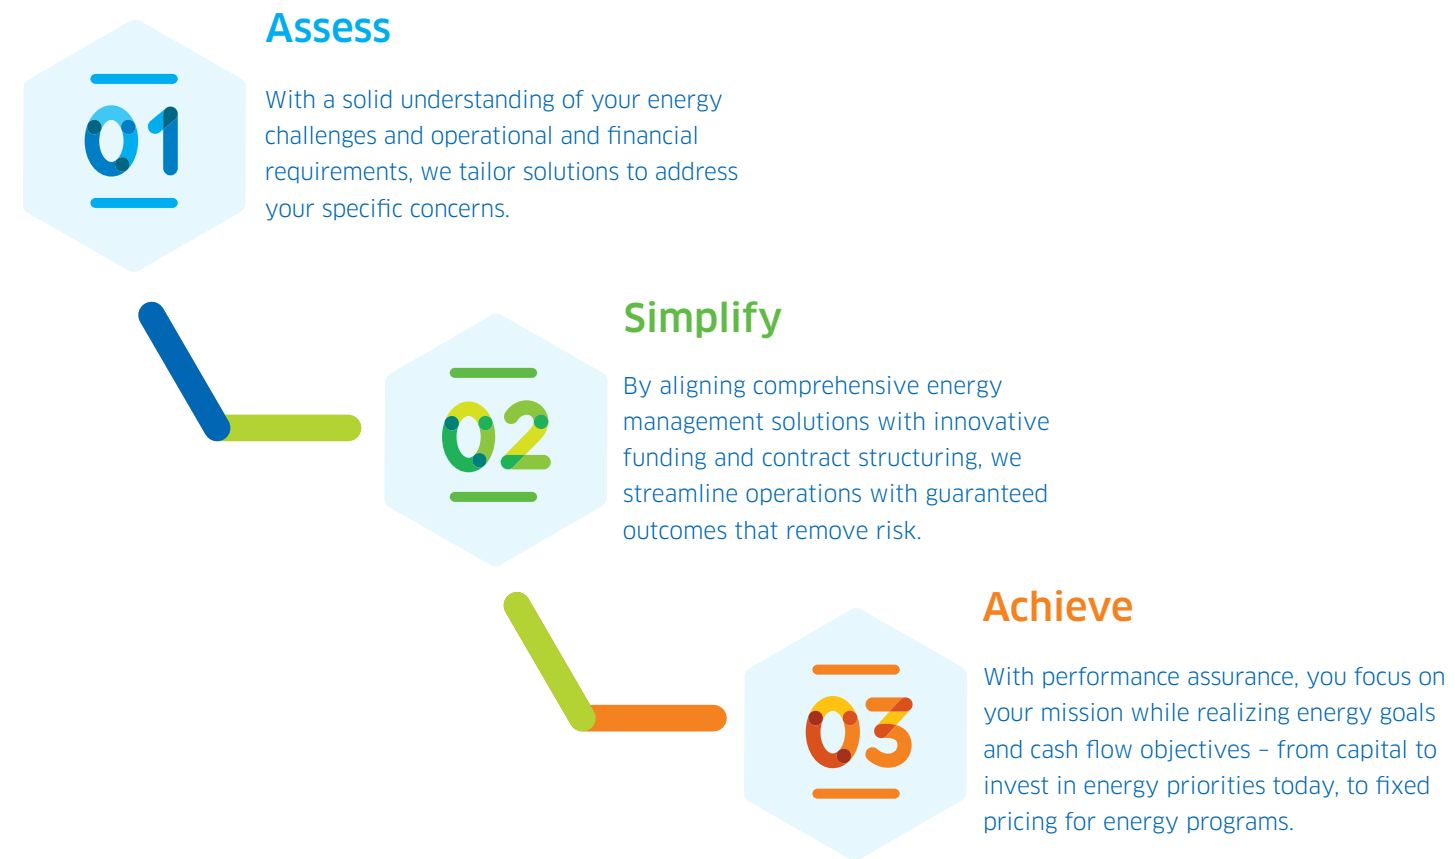 01
Assess
With a solid understanding of your energy
challenges and operational and financial
requirements, we tailor solutions to address
your specific concerns.
02
Simplify
By aligning comprehensive energy
management solutions with innovative
funding and contract structuring, we
streamline operations with guaranteed
outcomes that remove risk.
03
Achieve
With performance assurance, you focus on
your mission while realizing energy goals
and cash flow objectives – from capital to
invest in energy priorities today, to fixed
pricing for energy programs.